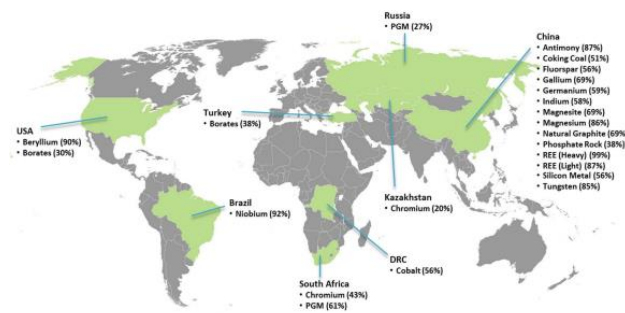 Russia
• PGM (27%)
China
• Antimony (87%)
• Coking Coal (51%)
• Fluorspar (56%)
• Gallium (69%)
• Germanium (59%)
• Indium (58%)
• Magnesite (69%)
• Magnesium (86%)
• Natural Graphite (69%)
• Phosphate Rock (38%)
• REE (Heavy) (99%)
• REE (Light) (87%)
• Silicon Metal (56%)
• Tungsten (85%)
USA
• Beryllium (90%)
• Borates (30%)
Turkey
• Borates (38%)
Kazakhstan
• Chromium (20%)
Brazil
• Niobium (92%)
DRC
• Cobalt (56%)
South Africa
• Chromium (43%)
• PGM (61%)